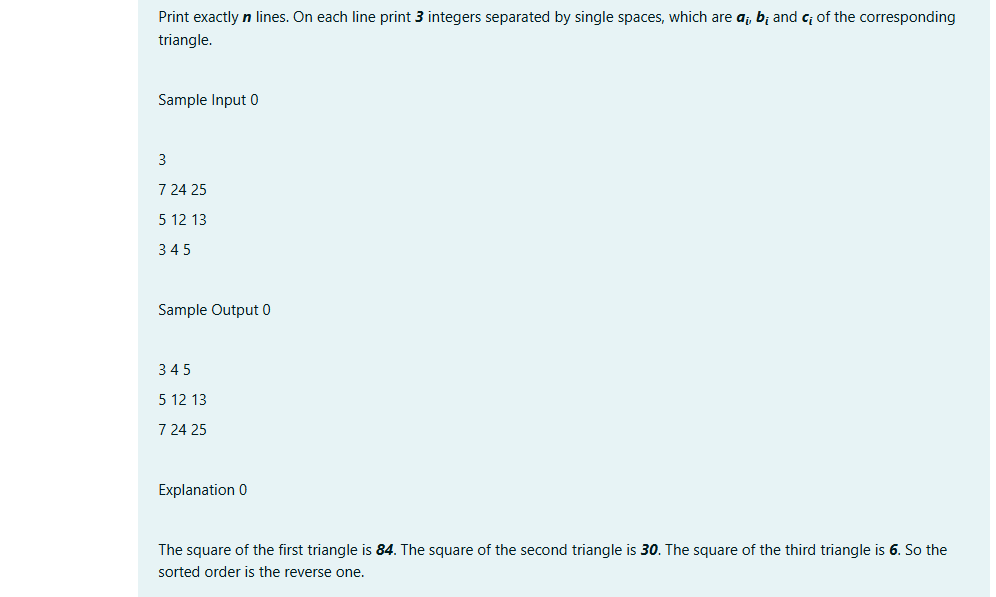 Print exactly n lines. On each line print 3 integers separated by single spaces, which are ai, bi and ci of the corresponding
triangle.
Sample Input 0
3
7 24 25
5 12 13
3 4 5
Sample Output 0
3 4 5
5 12 13
7 24 25
Explanation 0
The square of the first triangle is 84. The square of the second triangle is 30. The square of the third triangle is 6. So the
sorted order is the reverse one.